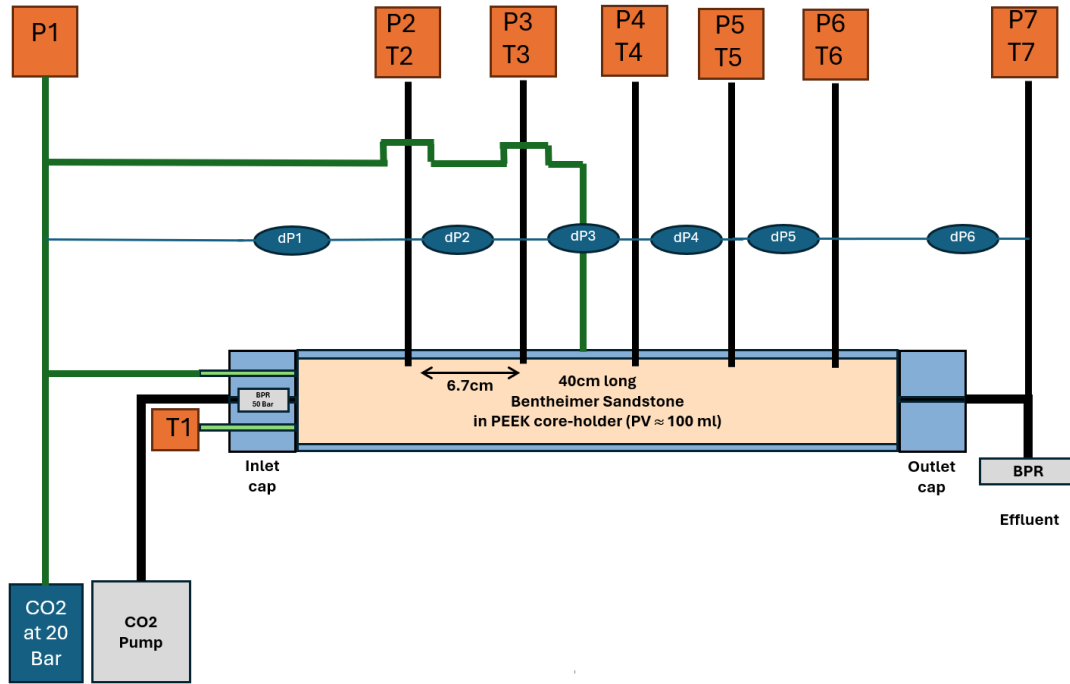 P1
P2
T2
P3
T3
P4
T4
P5
T5
P6
T6
P7
T7
dP1
dP2
dP3
dP4
dP5
dP6
6.7cm
40cm long
Bentheimer Sandstone
in PEEK core-holder (PV ≈ 100 ml)
BPR
50 Bar
T1
Inlet
cap
Outlet
cap
BPR
Effluent
CO2
at 20
Bar
CO2
Pump